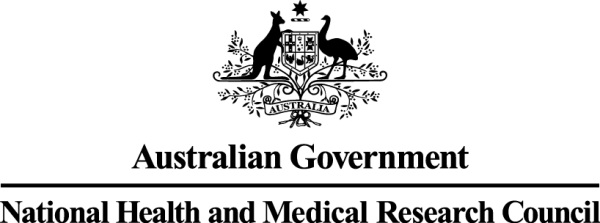 AUSTRALIA
Australian Government
National Health and Medical Research Council